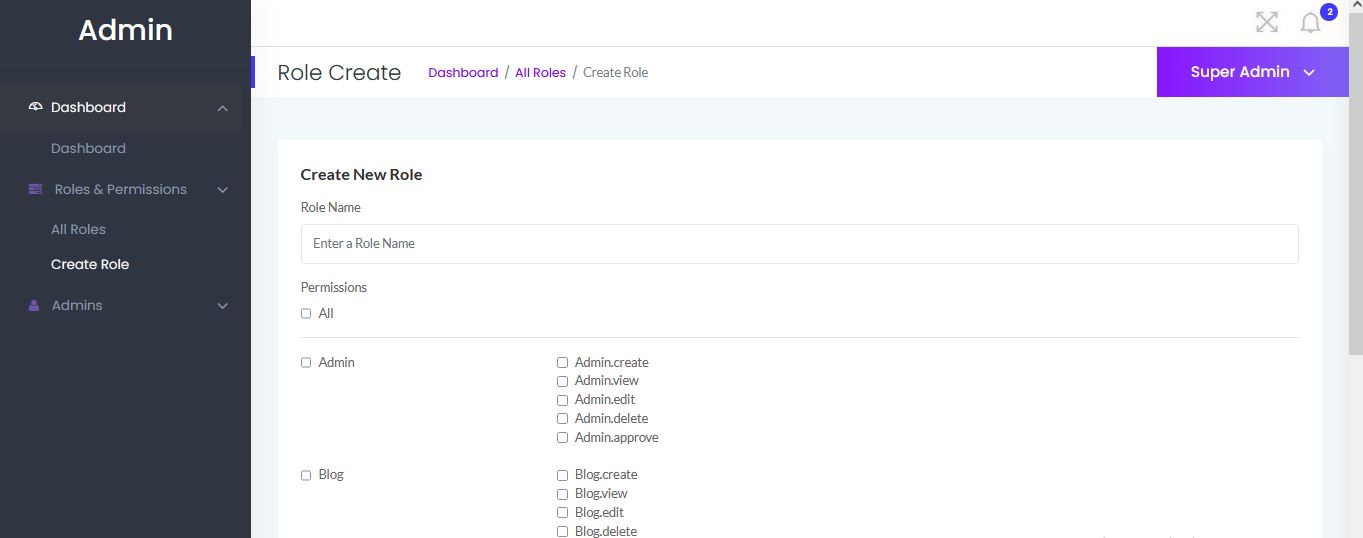 Admin
2
Role Create Dashboard / All Roles / Create Role
Super Admin
Dashboard
Dashboard
Roles & Permissions
All Roles
Create Role
Admins
Create New Role
Role Name
Enter a Role Name
Permissions
All
Admin
Admin.create
Admin.view
Admin.edit
Admin.delete
Admin.approve
Blog
Blog.create
Blog.view
Blog.edit
Blog.delete